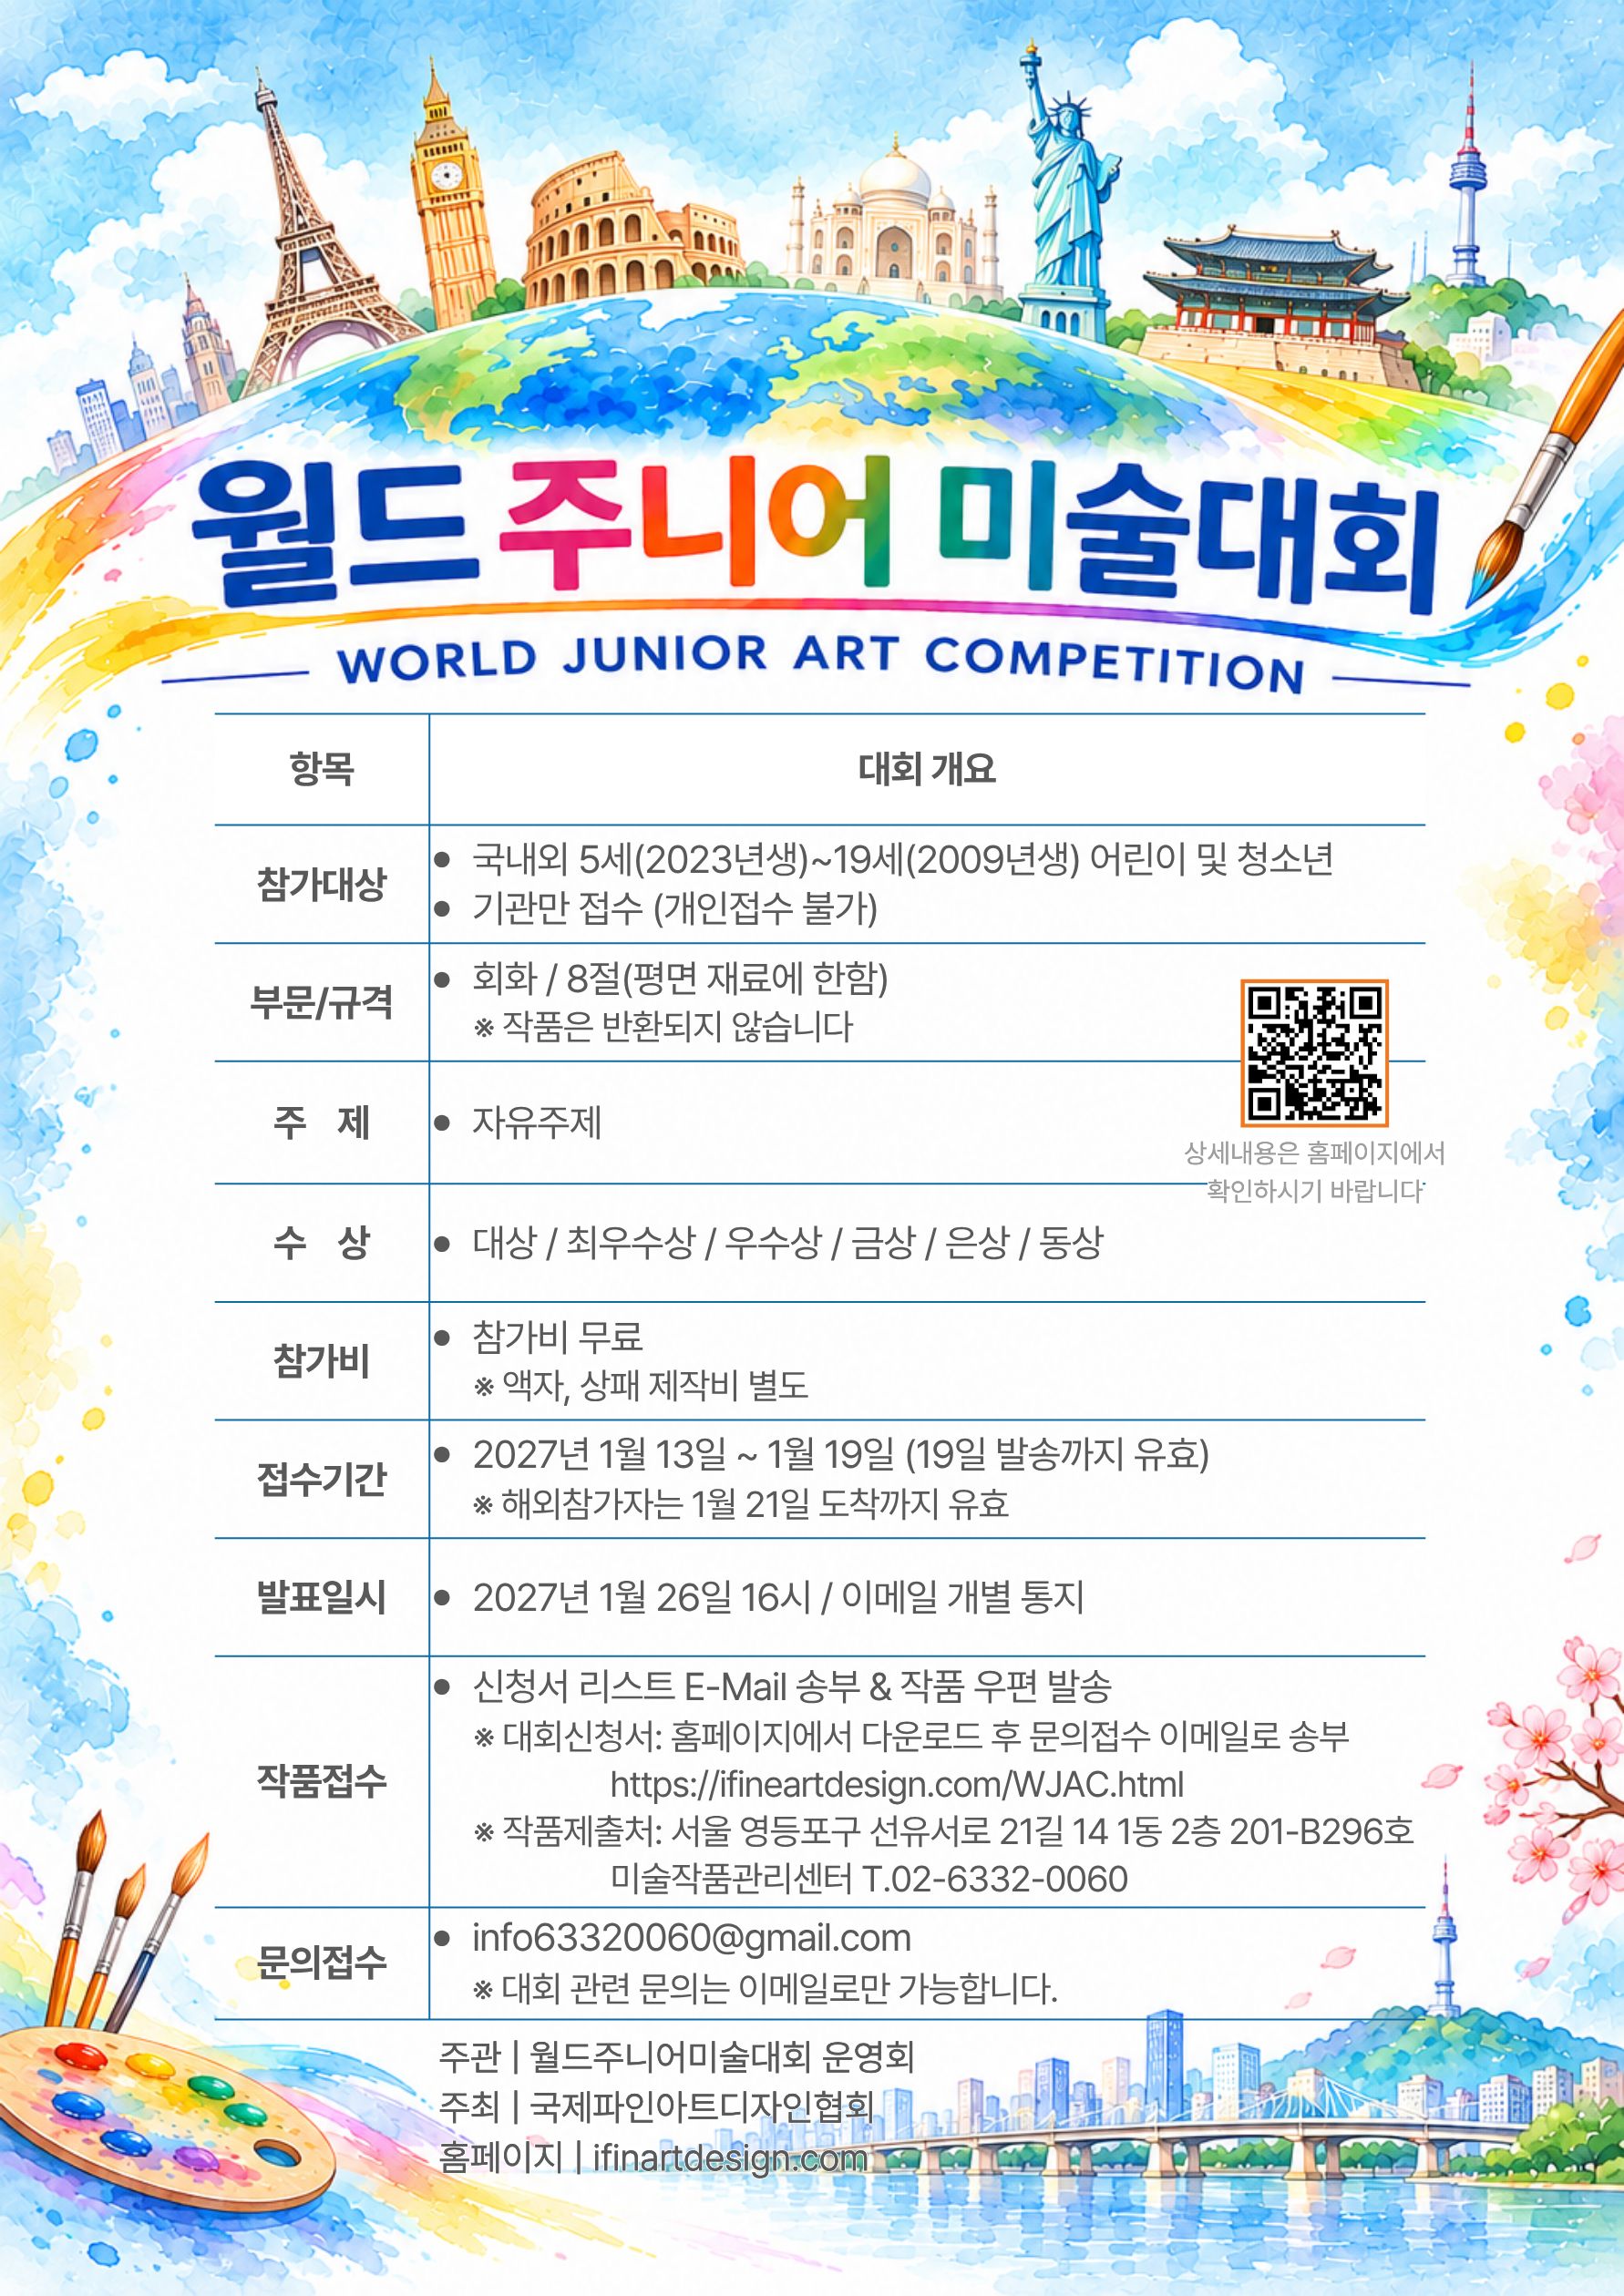 월드 주니어 미술대회
WORLD JUNIOR ART COMPETITION
항목
대회 개요
참가대상
● 국내외 5세(2023년생)~19세(2009년생) 어린이 및 청소년
● 기관만 접수 (개인접수 불가)
부문/규격
● 회화 / 8절(평면 재료에 한함)
※ 작품은 반환되지 않습니다
주 제
● 자유주제
상세내용은 홈페이지에서
확인하시기 바랍니다
수 상
● 대상 / 최우수상 / 우수상 / 금상 / 은상 / 동상
참가비
● 참가비 무료
※ 액자, 상패 제작비 별도
접수기간
● 2027년 1월 13일 ~ 1월 19일 (19일 발송까지 유효)
※ 해외참가자는 1월 21일 도착까지 유효
발표일시
● 2027년 1월 26일 16시 / 이메일 개별 통지
작품접수
● 신청서 리스트 E-Mail 송부 & 작품 우편 발송
※ 대회신청서: 홈페이지에서 다운로드 후 문의접수 이메일로 송부
https://ifineartdesign.com/WJAC.html
※ 작품제출처: 서울 영등포구 선유서로 21길 14 1동 2층 201-B296호
미술작품관리센터 T.02-6332-0060
문의접수
● info63320060@gmail.com
※ 대회 관련 문의는 이메일로만 가능합니다.
주관 | 월드주니어미술대회 운영회
주최 | 국제파인아트디자인협회
홈페이지 | ifinartdesign.com